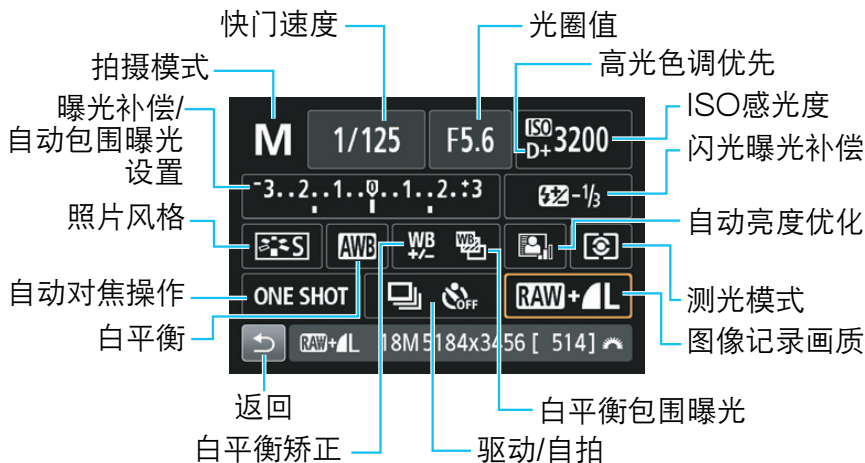 快门速度
光圈值
拍摄模式
高光色调优先
曝光补偿/
自动包围曝光
设置
ISO感光度
闪光曝光补偿
M
1/125
F5.6
ISO
D+
3200
-3..2..1..0..1..2.+3
-1/3
照片风格
S
AWB
WB
+/-
WB
自动亮度优化
自动对焦操作
ONE SHOT
OFF
RAW+L
测光模式
白平衡
RAW+L 18M 5184x3456 [ 514]
图像记录画质
返回
白平衡包围曝光
白平衡矫正
驱动/自拍